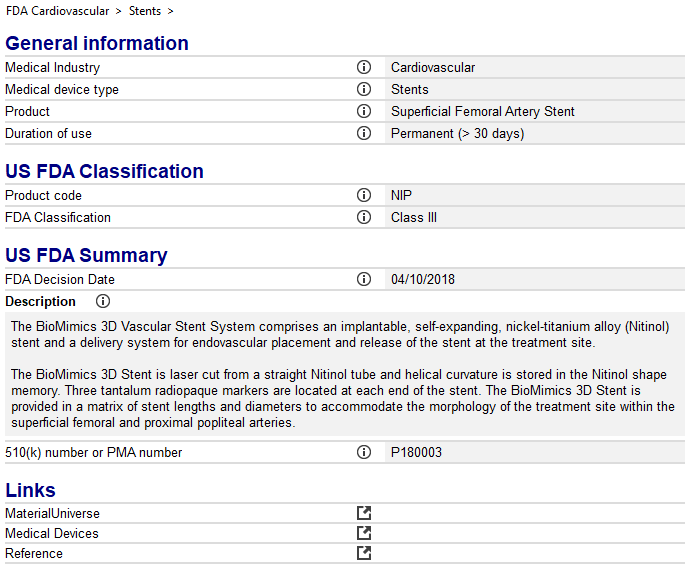 FDA Cardiovascular > Stents >
General information
Medical Industry Cardiovascular
Medical device type Stents
Product Superficial Femoral Artery Stent
Duration of use Permanent (> 30 days)
US FDA Classification
Product code NIP
FDA Classification Class III
US FDA Summary
FDA Decision Date 04/10/2018
Description
The BioMimics 3D Vascular Stent System comprises an implantable, self-expanding, nickel-titanium alloy (Nitinol)
stent and a delivery system for endovascular placement and release of the stent at the treatment site.
The BioMimics 3D Stent is laser cut from a straight Nitinol tube and helical curvature is stored in the Nitinol shape
memory. Three tantalum radiopaque markers are located at each end of the stent. The BioMimics 3D Stent is
provided in a matrix of stent lengths and diameters to accommodate the morphology of the treatment site within the
superficial femoral and proximal popliteal arteries.
510(k) number or PMA number P180003
Links
MaterialUniverse
Medical Devices
Reference